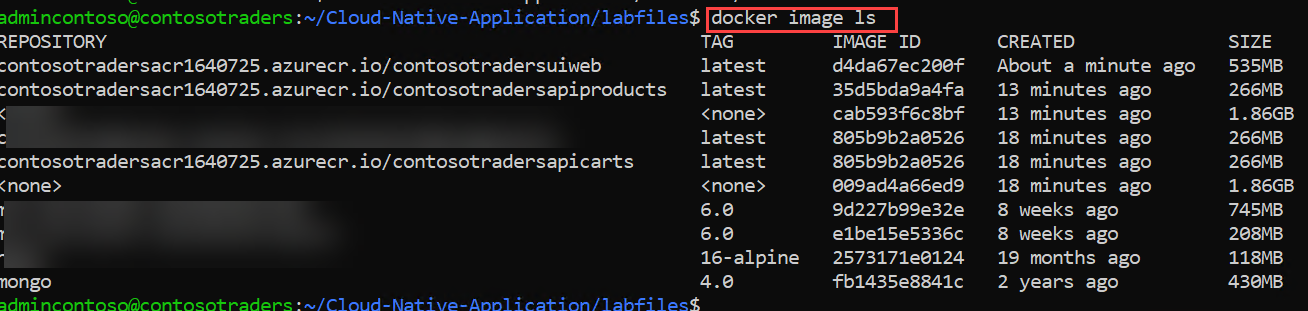 admincontoso@contosotraders:~/Cloud-Native-Application/labfiles$ docker image ls
REPOSITORY TAG IMAGE ID CREATED SIZE
contosotradersacr1640725.azurecr.io/contosotradersuiweb latest d4da67ec200f About a minute ago 535MB
contosotradersacr1640725.azurecr.io/contosotradersapiproducts latest 35d5bda9a4fa 13 minutes ago 266MB
< <none> cab593f6c8bf 13 minutes ago 1.86GB
latest 805b9b2a0526 18 minutes ago 266MB
contosotradersacr1640725.azurecr.io/contosotradersapicarts latest 805b9b2a0526 18 minutes ago 266MB
<none> <none> 009ad4a66ed9 18 minutes ago 1.86GB
6.0 9d227b99e32e 8 weeks ago 745MB
6.0 e1be15e5336c 8 weeks ago 208MB
16-alpine 2573171e0124 19 months ago 118MB
mongo 4.0 fb1435e8841c 2 years ago 430MB
admincontoso@contosotraders:~/Cloud-Native-Application/labfiles$